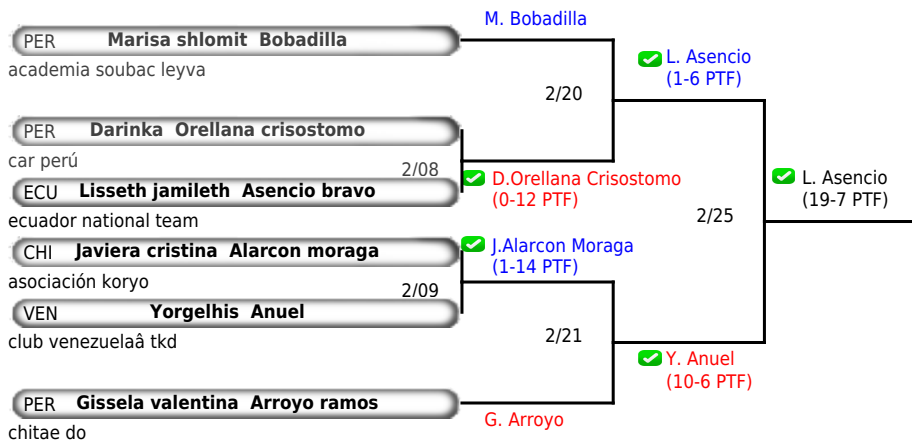 M. Bobadilla
PER Marisa shlomit Bobadilla
academia soubac leyva
L. Asencio
(1-6 PTF)
2/20
PER Darinka Orellana crisostomo
car perú
2/08
D.Orellana Crisostomo
(0-12 PTF)
ECU Lisseth jamileth Asencio bravo
ecuador national team
L. Asencio
(19-7 PTF)
2/25
CHI Javiera cristina Alarcon moraga
asociación koryo
J.Alarcon Moraga
(1-14 PTF)
2/09
VEN Yorgelhis Anuel
club venezuelaâ tkd
2/21
Y. Anuel
(10-6 PTF)
PER Gissela valentina Arroyo ramos
chitae do
G. Arroyo